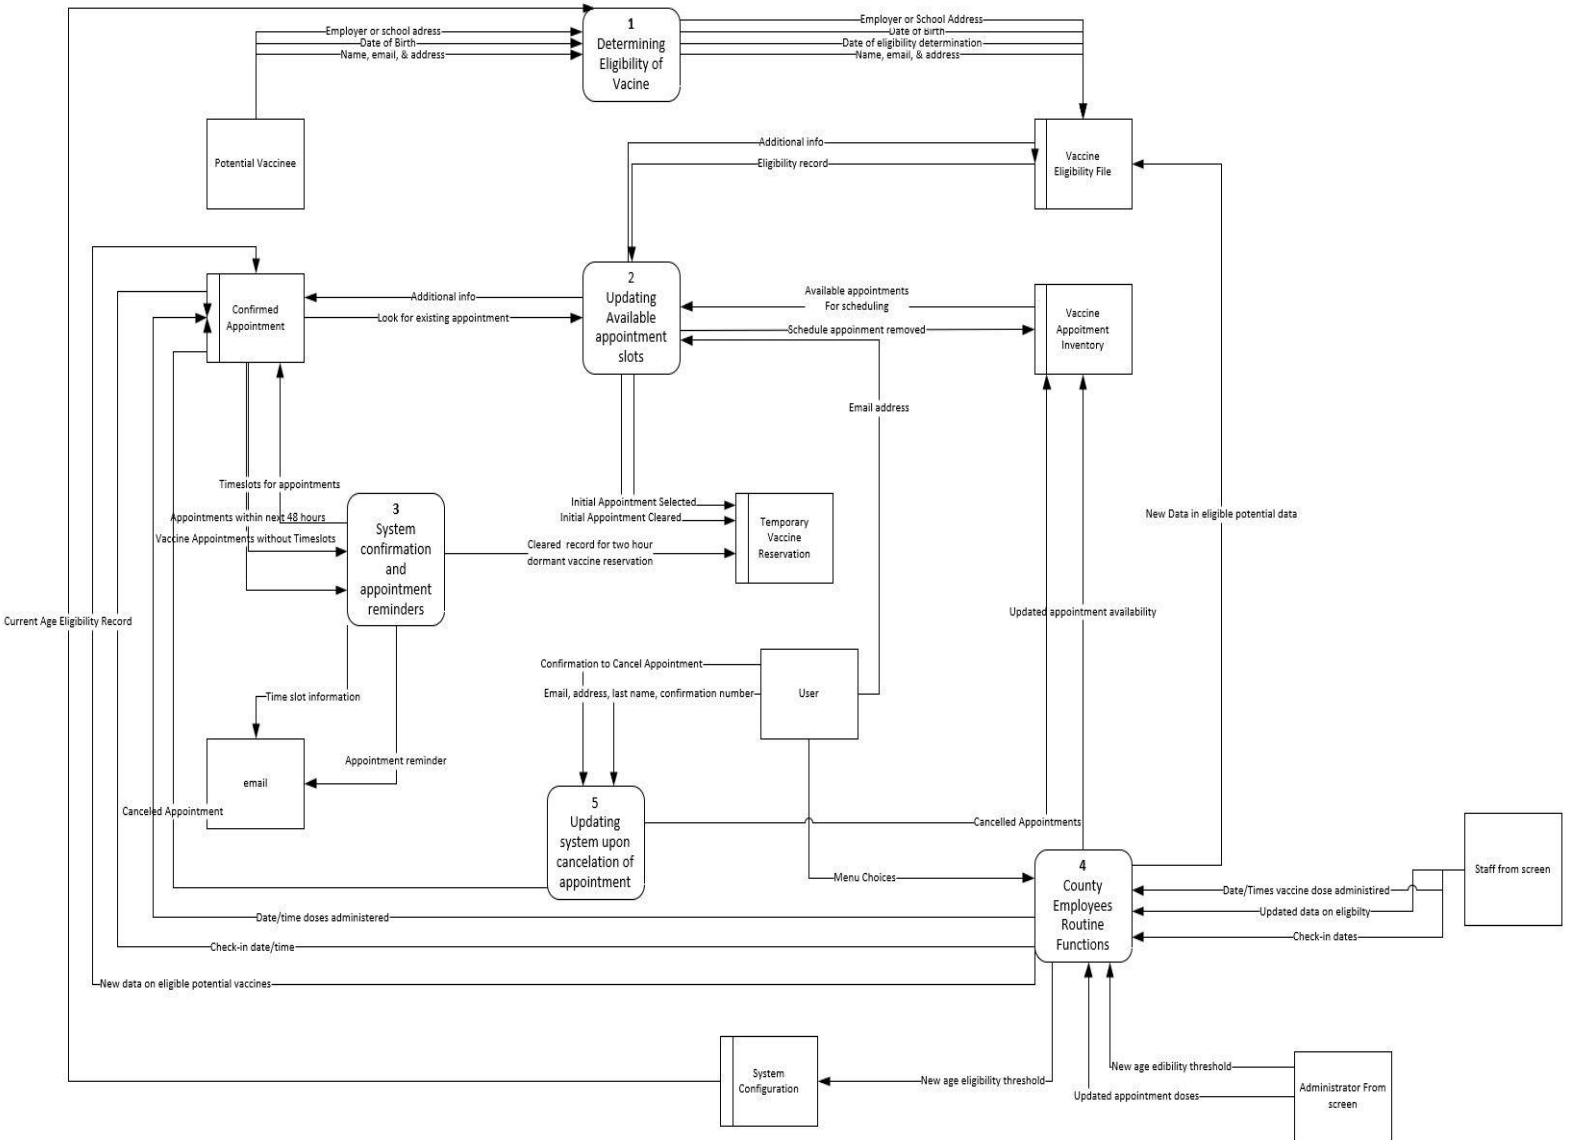 1
Determining
Eligibility of
Vacine
Employer or school adress
Date of Birth
Name, email, & address
Employer or School Address
Date of Birth
Date of eligibility determination
Name, email, & address
Potential Vaccinee
Vaccine
Eligibility File
Additional info
Eligibility record
Confirmed
Appointment
Additional info
Look for existing appointment
2
Updating
Available
appointment
slots
Available appointments
For scheduling
Schedule appoinment removed
Vaccine
Appoitment
Inventory
Email address
Timeslots for appointments
Appointments within next 48 hours
Vaccine Appointments without Timeslots
3
System
confirmation
and
appointment
reminders
Initial Appointment Selected
Initial Appointment Cleared
Cleared record for two hour
dormant vaccine reservation
Temporary
Vaccine
Reservation
New Data in eligible potential data
Updated appointment availability
Current Age Eligibility Record
Confirmation to Cancel Appointment
Email, address, last name, confirmation number
User
Time slot information
Appointment reminder
email
Canceled Appointment
5
Updating
system upon
cancelation of
appointment
Cancelled Appointments
Menu Choices
4
County
Employees
Routine
Functions
Staff from screen
Date/Times vaccine dose administired
Updated data on eligbilty
Check-in dates
Date/time doses administered
Check-in date/time
New data on eligible potential vaccines
System
Configuration
New age eligibility threshold
New age edibility threshold
Updated appointment doses
Administrator From
screen